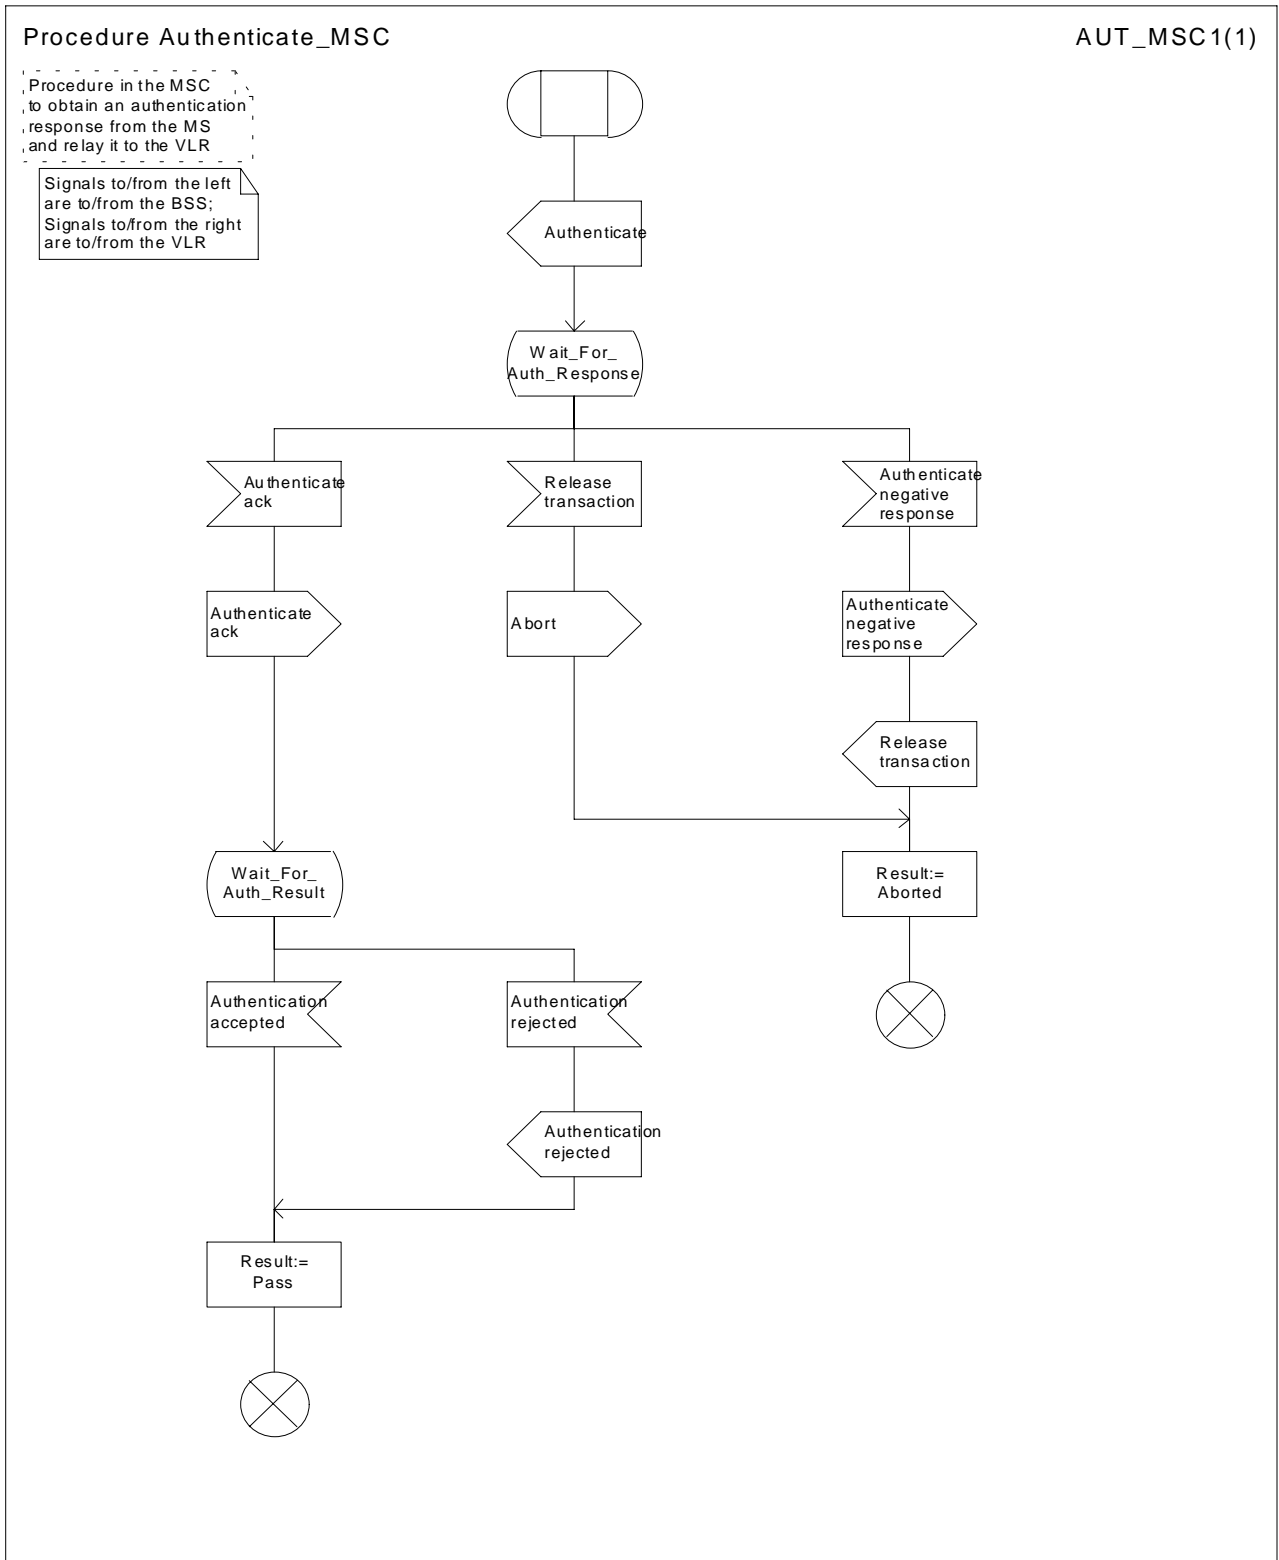 Procedure Authenticate_MSC
AUT_MSC1(1)
Procedure in the MSC
to obtain an authentication
response from the MS
and relay it to the VLR
Signals to/from the left
are to/from the BSS;
Signals to/from the right
are to/from the VLR
Authenticate
Wait_For_
Auth_Response
Authenticate
ack
Release
transaction
Authenticate
negative
response
Authenticate
ack
Abort
Authenticate
negative
response
Release
transaction
Wait_For_
Auth_Result
Result:=
Aborted
Authentication
accepted
Authentication
rejected
Authentication
rejected
Result:=
Pass